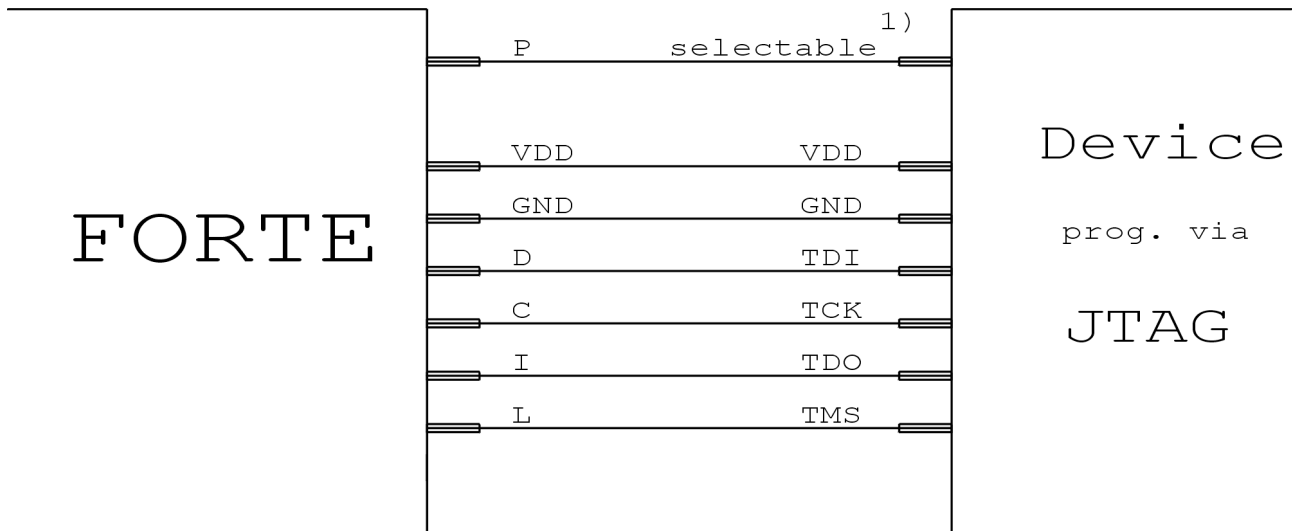 1)
P selectable
VDD VDD
Device
GND GND
FORTE
prog. via
D TDI
C TCK
JTAG
I TDO
L TMS